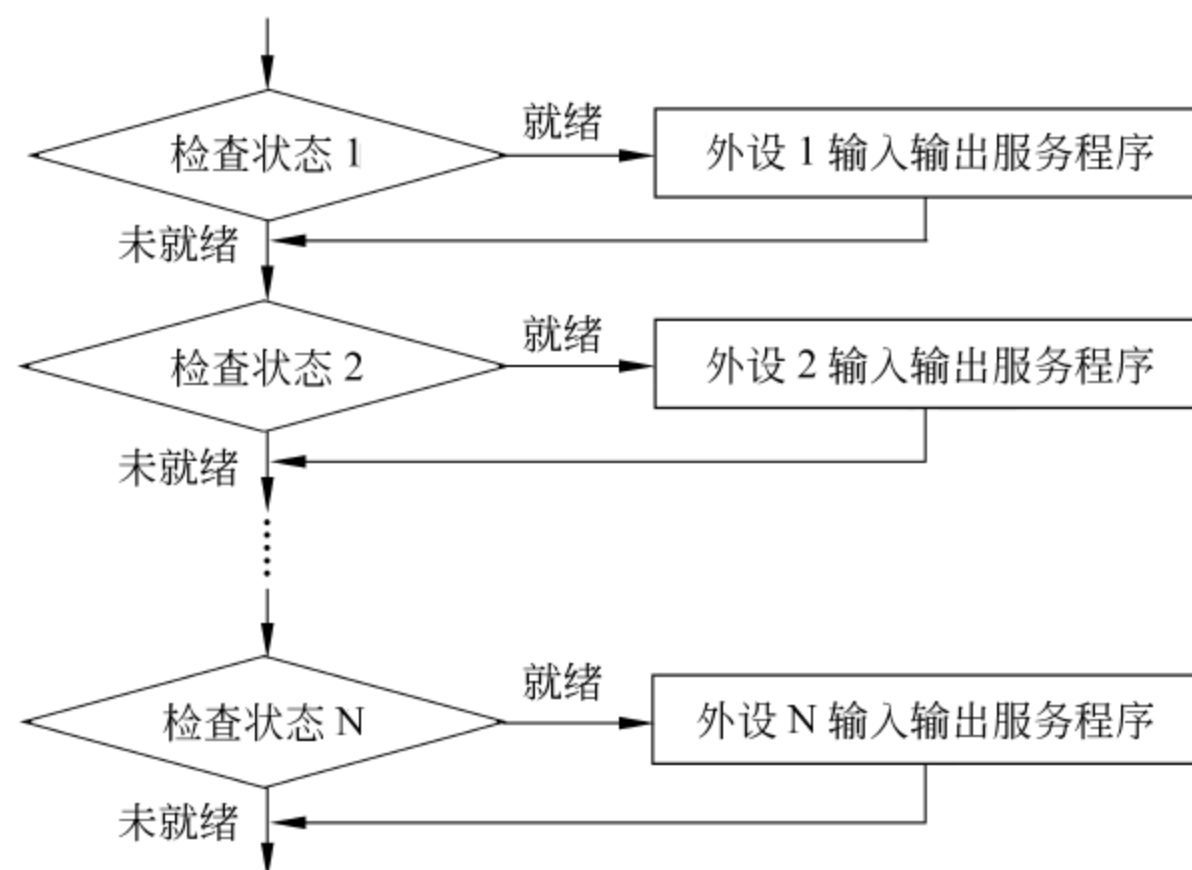 就绪
检查状态 1
外设 1 输入输出服务程序
未就绪
就绪
检查状态 2
外设 2 输入输出服务程序
未就绪
就绪
检查状态 N
外设 N 输入输出服务程序
未就绪